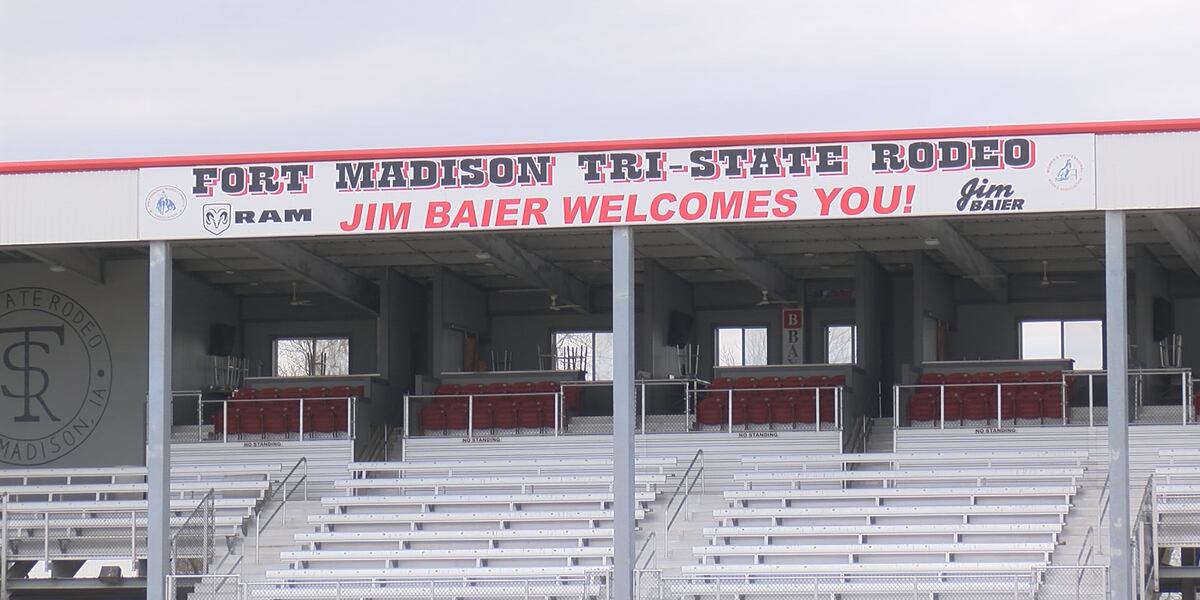 FORT MADISON TRI-STATE RODEO
RAM JIM BAIER WELCOMES YOU! Jim BAIER
STATE RODEO
TSR
MADISON, IA
B
B
NO STANDING
NO STANDING
NO STANDING
NO STANDING